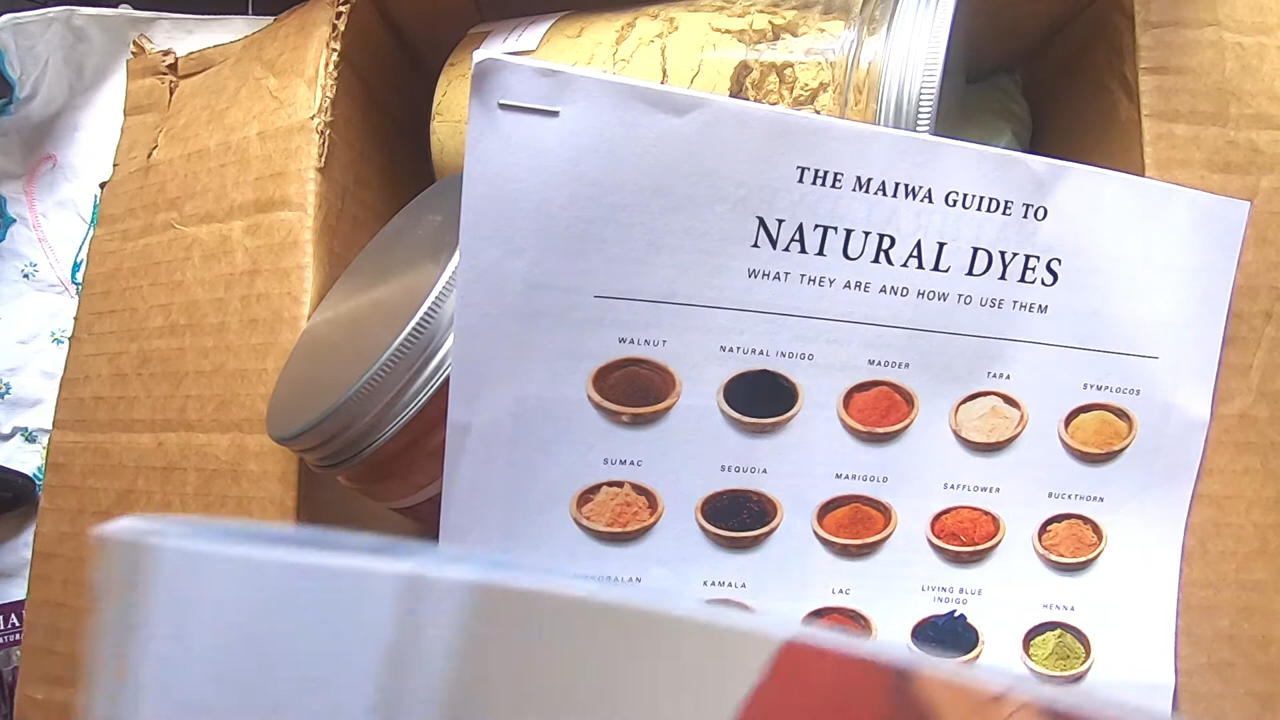 THE MAIWA GUIDE TO
NATURAL DYES
WHAT THEY ARE AND HOW TO USE THEM
WALNUT NATURAL INDIGO MADDER TARA SYMPLOCOS
SUMAC SEQUOIA MARIGOLD SAFFLOWER BUCKTHORN
KAMALA LAC LIVING BLUE INDIGO HENNA